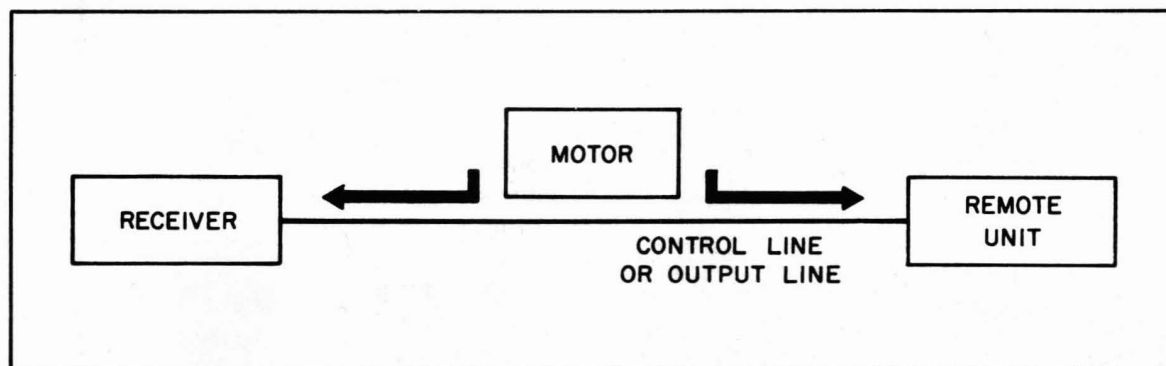 MOTOR
RECEIVER
REMOTE
UNIT
CONTROL LINE
OR OUTPUT LINE